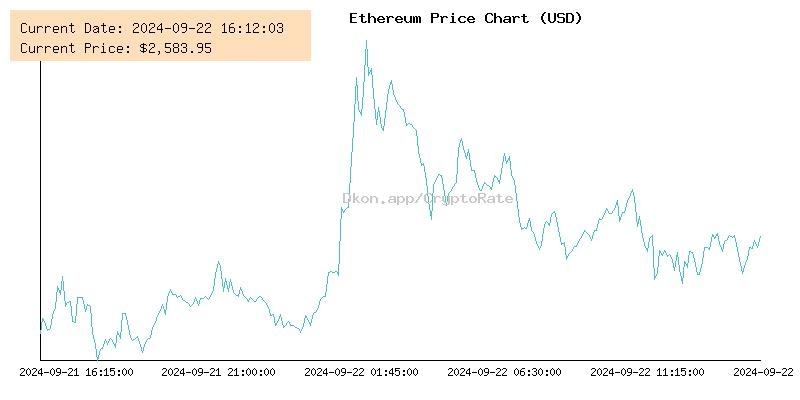 Ethereum Price Chart (USD)
Current Date: 2024-09-22 16:12:03
Current Price: $2,583.95
Dkon.app/CryptoRate
2024-09-21 16:15:00 2024-09-21 21:00:00 2024-09-22 01:45:00 2024-09-22 06:30:00 2024-09-22 11:15:00 2024-09-22